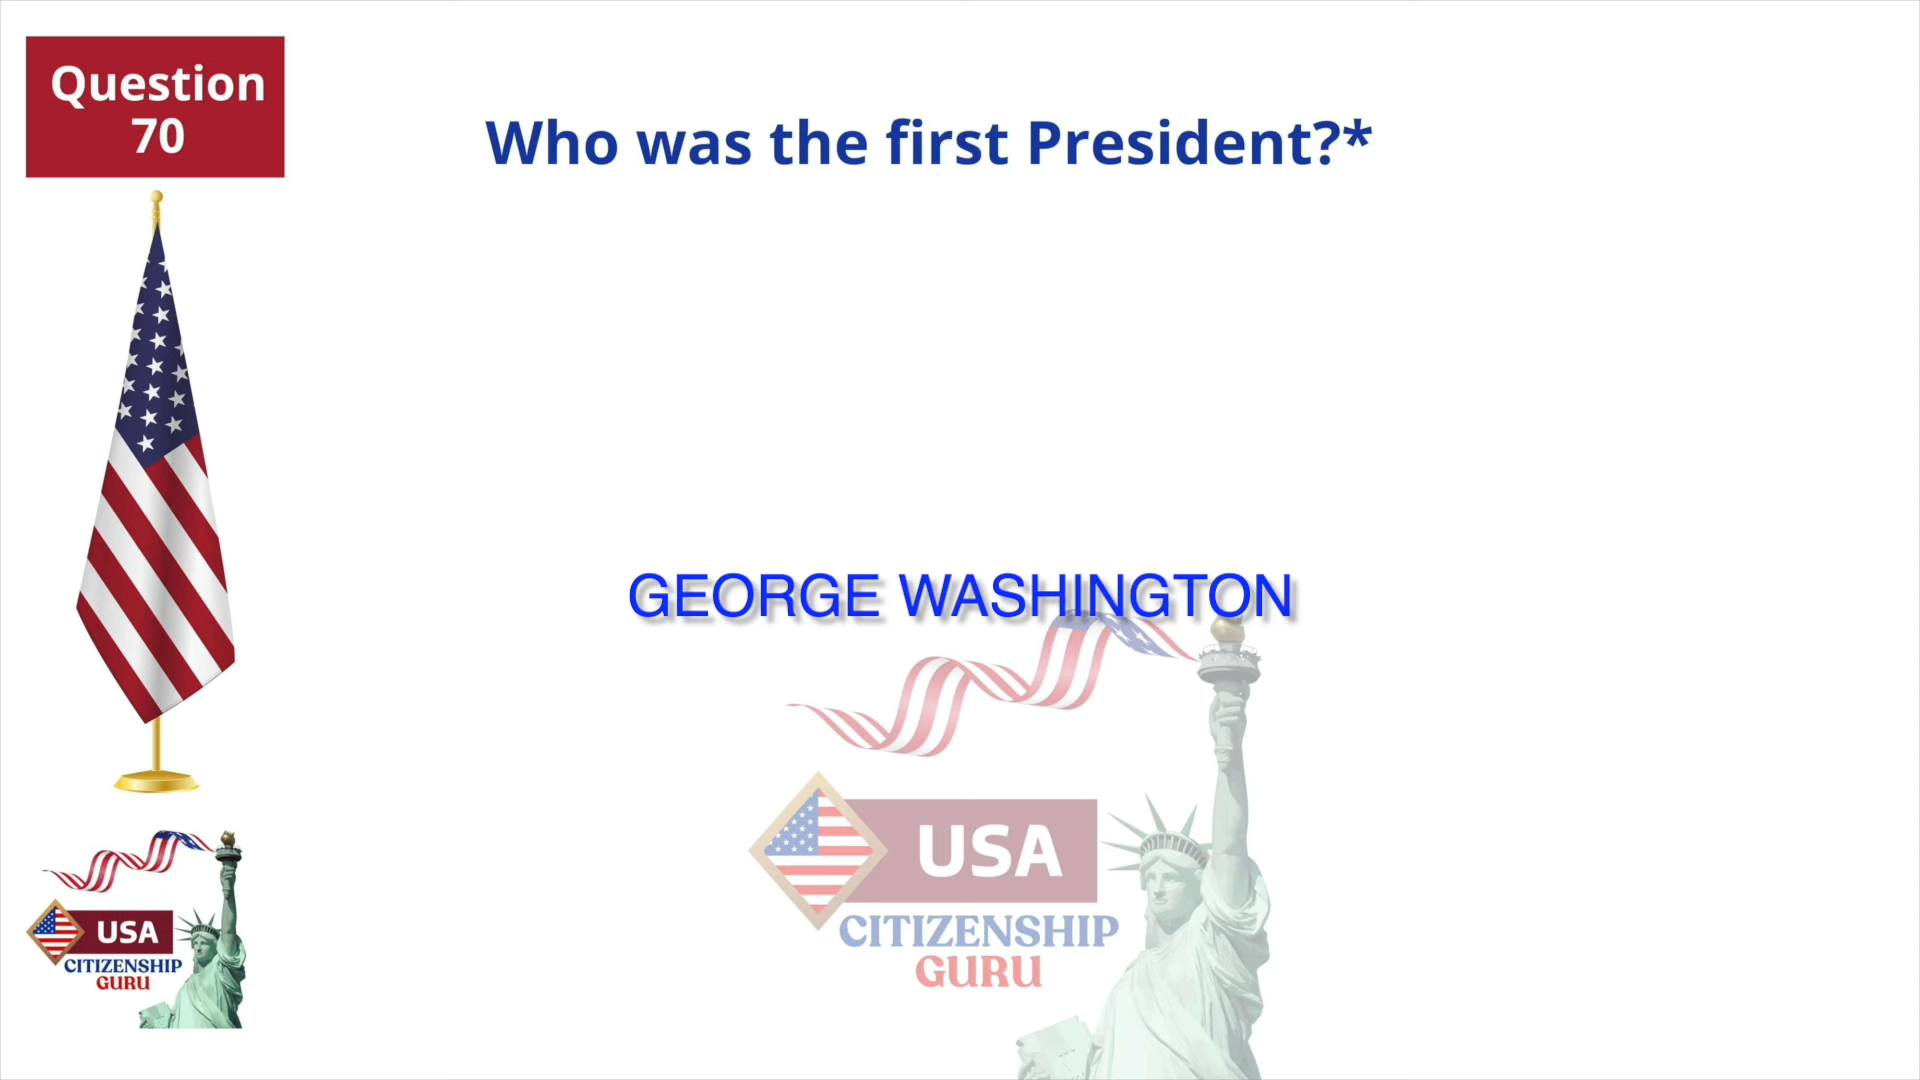 Question
70
Who was the first President?*
GEORGE WASHINGTON
USA
CITIZENSHIP
GURU
USA
CITIZENSHIP
GURU